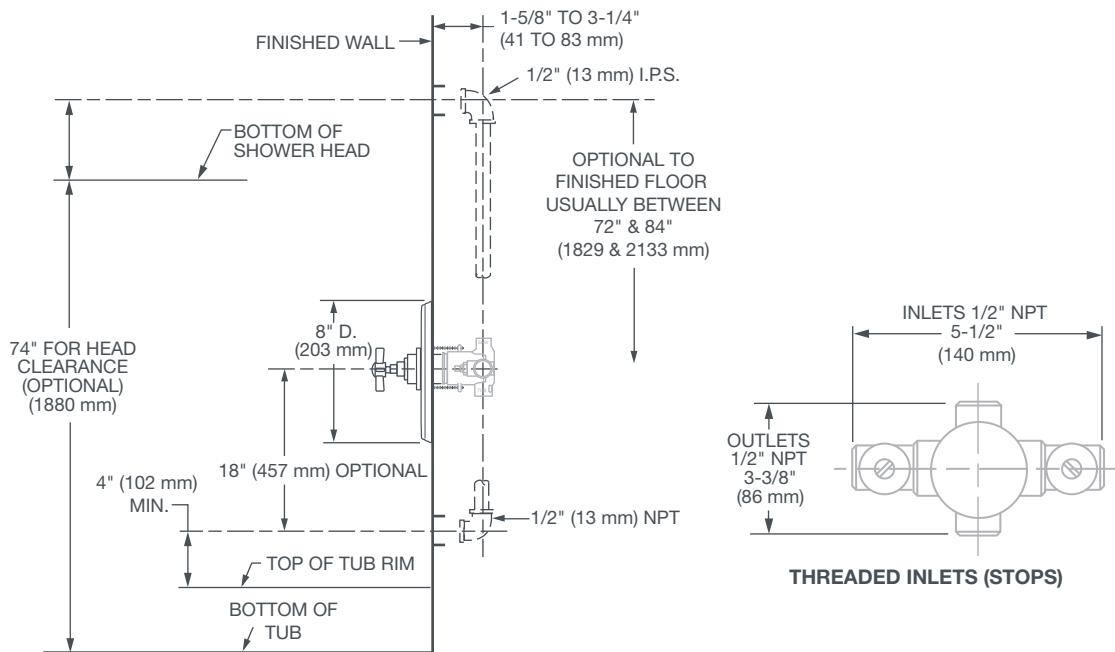 1-5/8" TO 3-1/4"
(41 TO 83 mm)
FINISHED WALL
1/2" (13 mm) I.P.S.
BOTTOM OF
SHOWER HEAD
OPTIONAL TO
FINISHED FLOOR
USUALLY BETWEEN
72" & 84"
(1829 & 2133 mm)
8" D.
(203 mm)
74" FOR HEAD
CLEARANCE
(OPTIONAL)
(1880 mm)
18" (457 mm) OPTIONAL
4" (102 mm)
MIN.
1/2" (13 mm) NPT
TOP OF TUB RIM
BOTTOM OF
TUB
INLETS 1/2" NPT
5-1/2"
(140 mm)
OUTLETS
1/2" NPT
3-3/8"
(86 mm)
THREADED INLETS (STOPS)